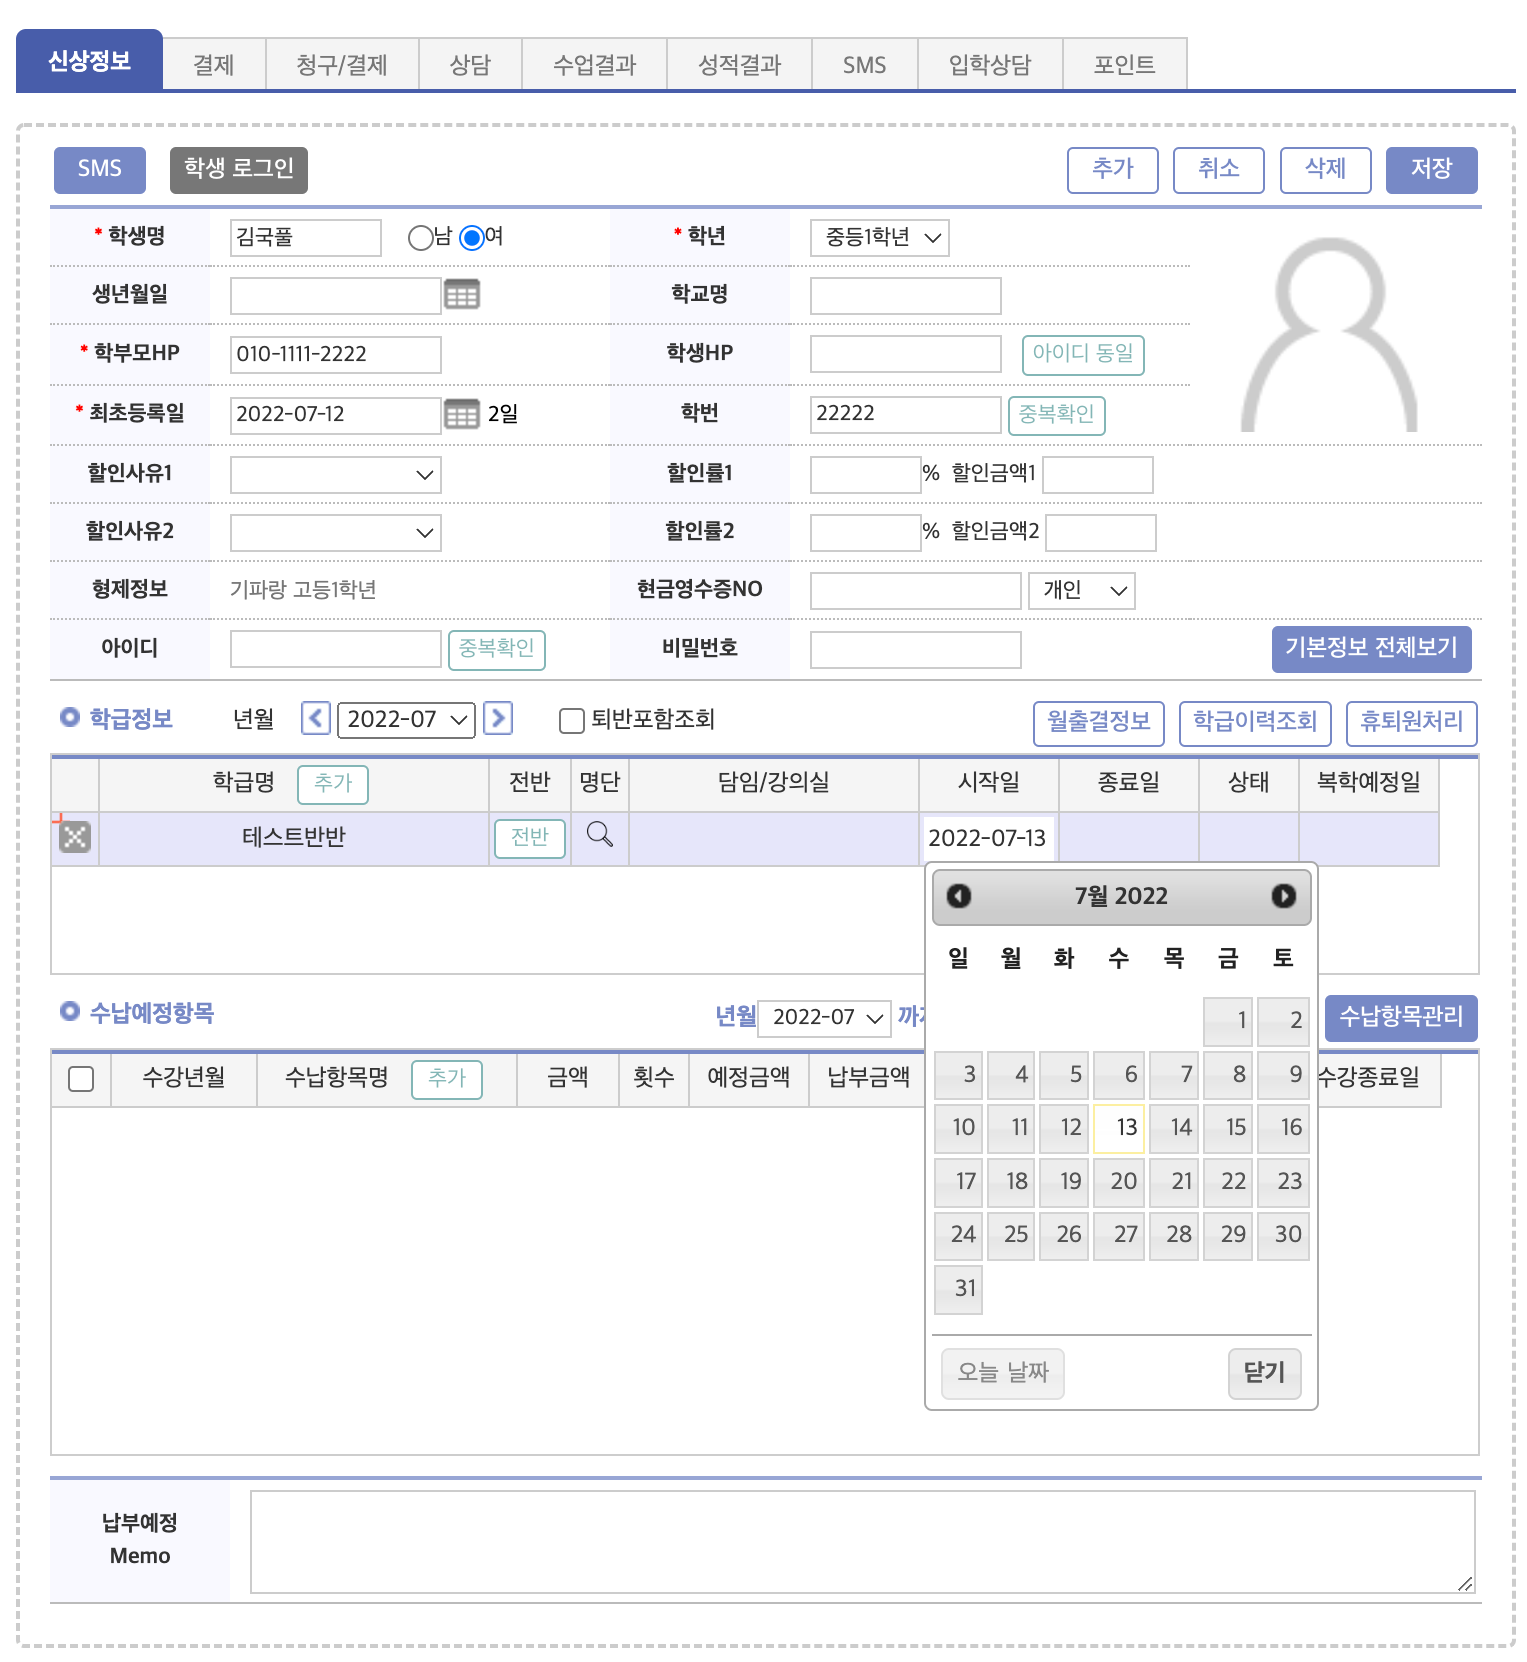 신상정보 결제 청구/결제 상담 수업결과 성적결과 SMS 입학상담 포인트
SMS 학생 로그인 추가 취소 삭제 저장
* 학생명 김국풀 남 여 * 학년 중등1학년
생년월일 학교명
* 학부모HP 010-1111-2222 학생HP 아이디 동일
* 최초등록일 2022-07-12 2일 학번 22222 중복확인
할인사유1 할인률1 % 할인금액1
할인사유2 할인률2 % 할인금액2
형제정보 기파랑 고등1학년 현금영수증NO 개인
아이디 중복확인 비밀번호 기본정보 전체보기
학급정보 년월 2022-07 퇴반포함조회 월출결정보 학급이력조회 휴퇴원처리
학급명 추가 전반 명단 담임/강의실 시작일 종료일 상태 복학예정일
테스트반반 전반 2022-07-13
7월 2022
일 월 화 수 목 금 토
1 2
3 4 5 6 7 8 9
10 11 12 13 14 15 16
17 18 19 20 21 22 23
24 25 26 27 28 29 30
31
오늘 날짜 닫기
수납예정항목 년월 2022-07 수납항목관리
수강년월 수납항목명 추가 금액 횟수 예정금액 납부금액 수강종료일
납부예정
Memo